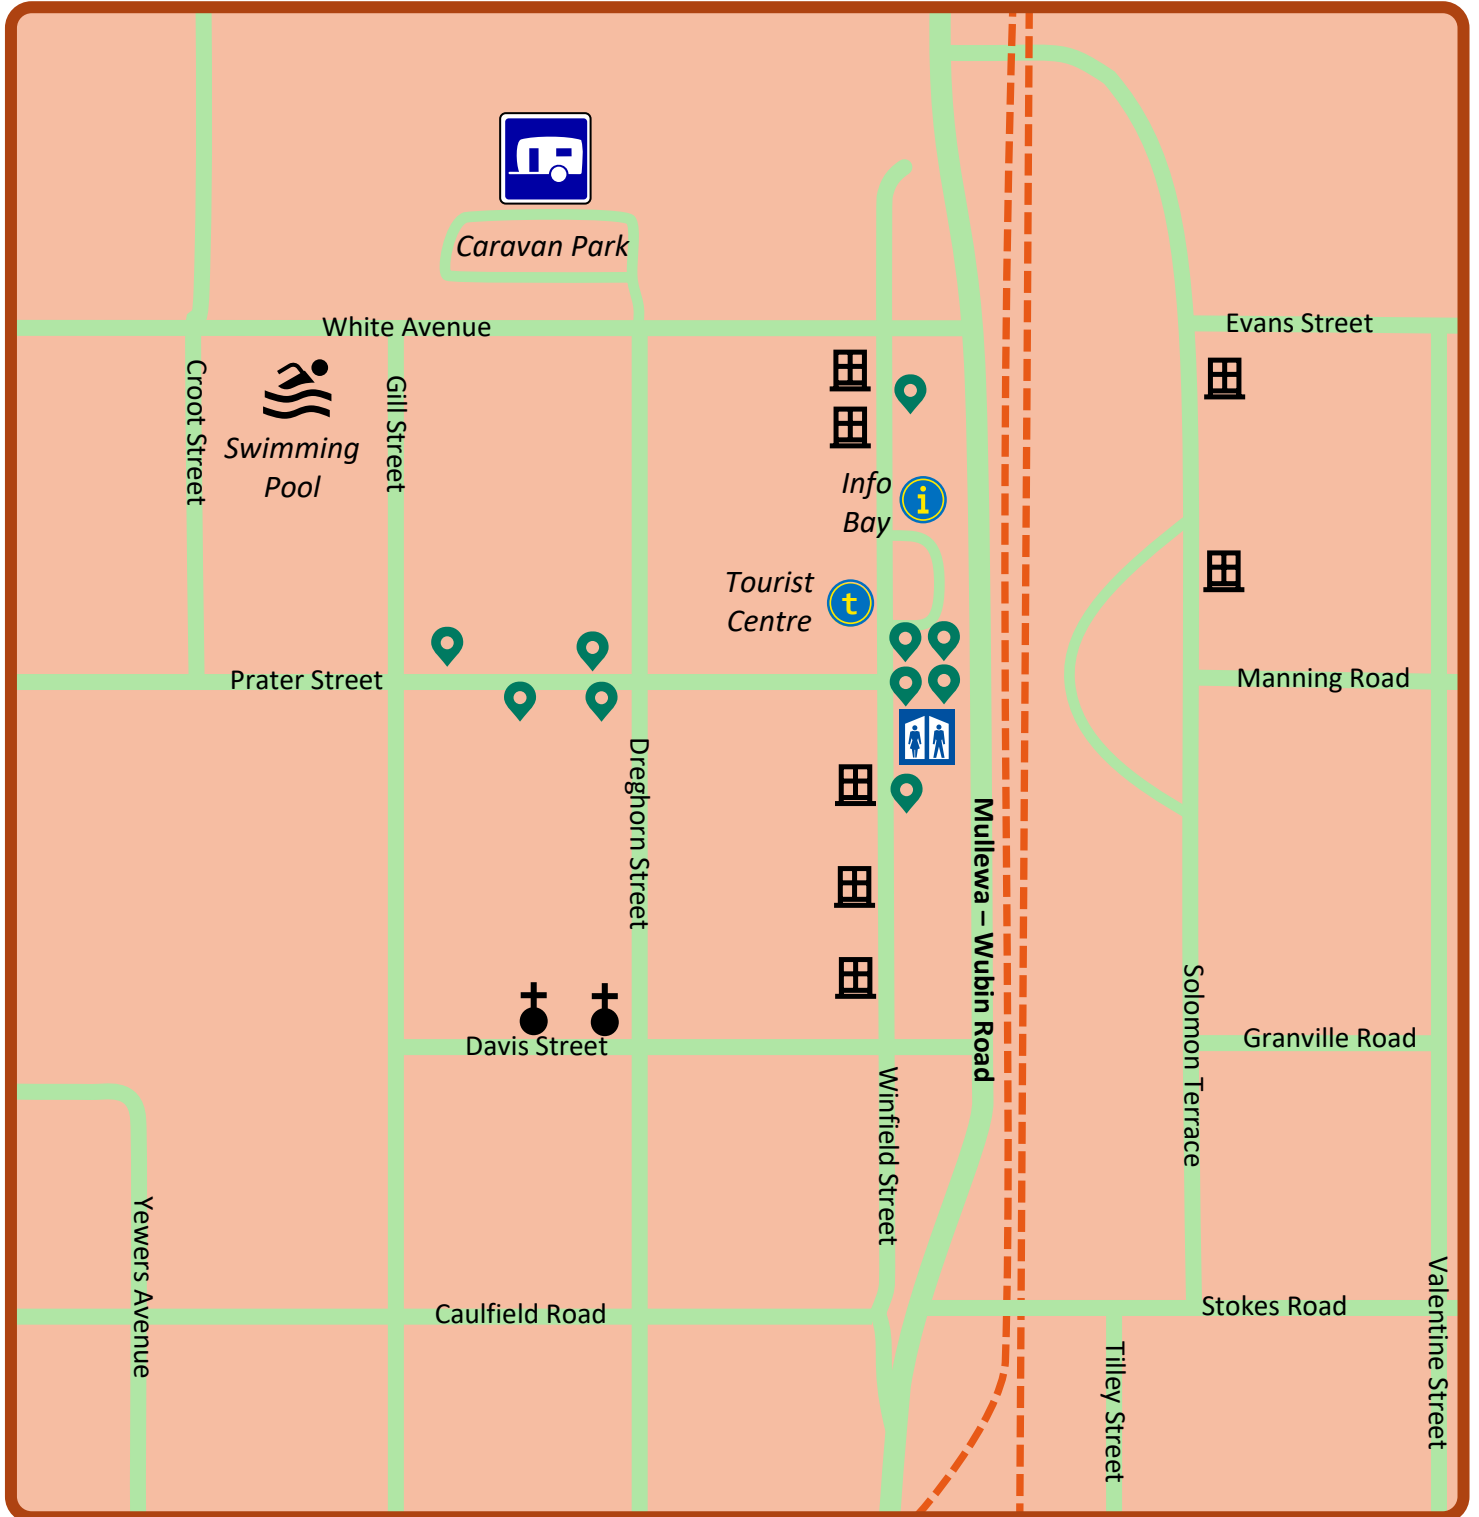 Caravan Park
White Avenue
Evans Street
Croot Street
Gill Street
Swimming
Pool
Info
Bay
i
Tourist
Centre
t
Prater Street
Manning Road
Dreghorn Street
Mullewa – Wubin Road
Solomon Terrace
Davis Street
Granville Road
Winfield Street
Yewers Avenue
Caulfield Road
Stokes Road
Valentine Street
Tilley Street